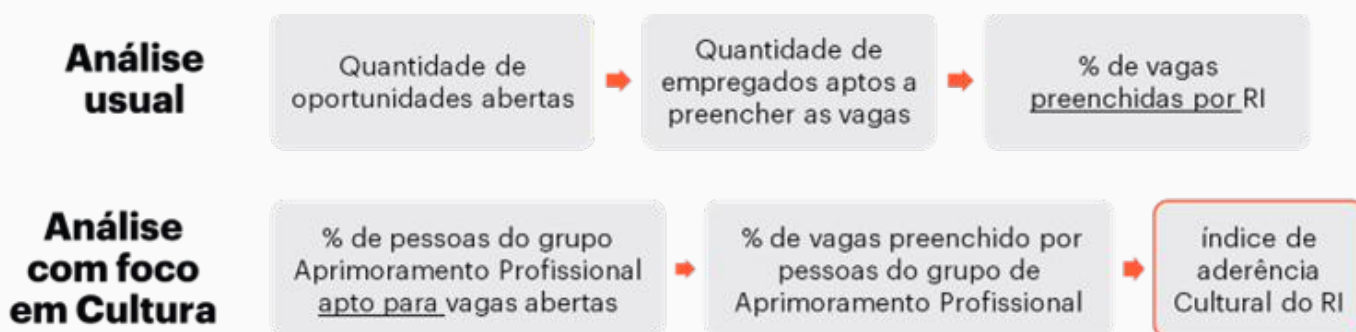 Análise
usual
Quantidade de
oportunidades abertas
Quantidade de
empregados aptos a
preencher as vagas
% de vagas
preenchidas por RI
Análise
com foco
em Cultura
% de pessoas do grupo
Aprimoramento Profissional
apto para vagas abertas
% de vagas preenchido por
pessoas do grupo de
Aprimoramento Profissional
índice de
aderência
Cultural do RI